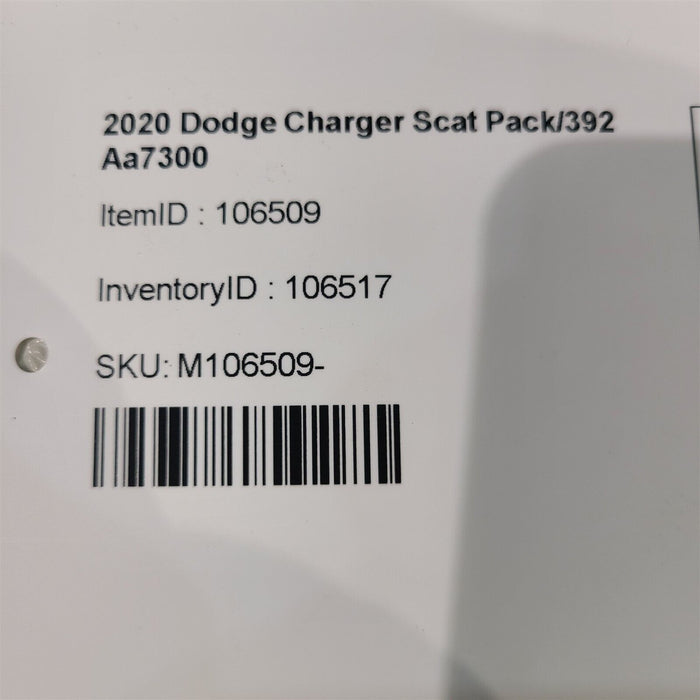 2020 Dodge Charger Scat Pack/392
Aa7300
ItemID : 106509
InventoryID : 106517
SKU: M106509-